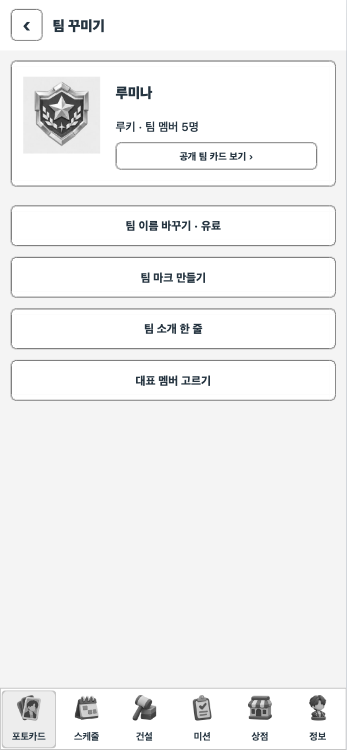 ‹ 팀 꾸미기
루미나
루키 · 팀 멤버 5명
공개 팀 카드 보기 ›
팀 이름 바꾸기 · 유료
팀 마크 만들기
팀 소개 한 줄
대표 멤버 고르기
포토카드 스케줄 건설 미션 상점 정보